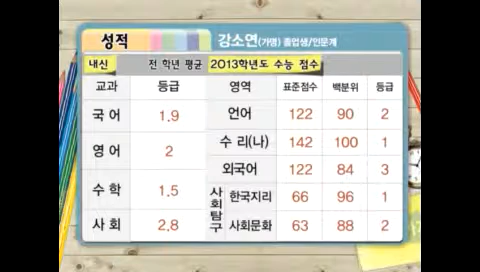 성적
강소연(가명) 졸업생/인문계
내신 전 학년 평균 2013학년도 수능 점수
교과 등급 영역 표준점수 백분위 등급
국어 1.9 언어 122 90 2
영어 2 수 리(나) 142 100 1
외국어 122 84 3
수학 1.5 사회탐구 한국지리 66 96 1
사회 2.8 사회문화 63 88 2